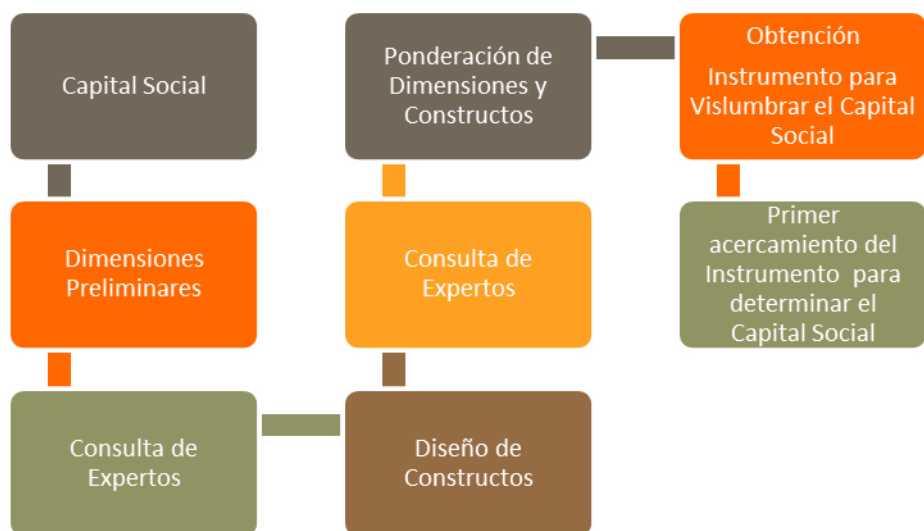 Capital Social
Dimensiones
Preliminares
Consulta de
Expertos
Diseño de
Constructos
Consulta de
Expertos
Ponderación de
Dimensiones y
Constructos
Obtención
Instrumento para
Vislumbrar el Capital
Social
Primer
acercamiento del
Instrumento para
determinar el
Capital Social